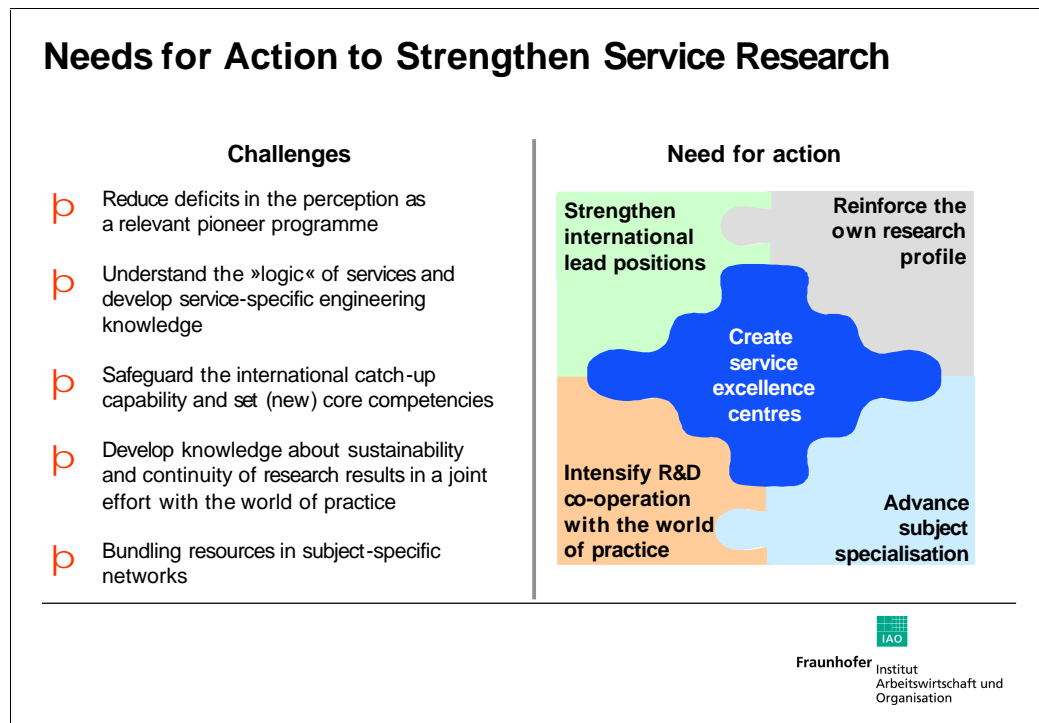 Needs for Action to Strengthen Service Research
Challenges
þ Reduce deficits in the perception as
a relevant pioneer programme
þ Understand the »logic« of services and
develop service-specific engineering
knowledge
þ Safeguard the international catch-up
capability and set (new) core competencies
þ Develop knowledge about sustainability
and continuity of research results in a joint
effort with the world of practice
þ Bundling resources in subject-specific
networks
Need for action
Strengthen
international
lead positions
Reinforce the
own research
profile
Create
service
excellence
centres
Intensify R&D
co-operation
with the world
of practice
Advance
subject
specialisation
IAO
Fraunhofer Institut
Arbeitswirtschaft und
Organisation